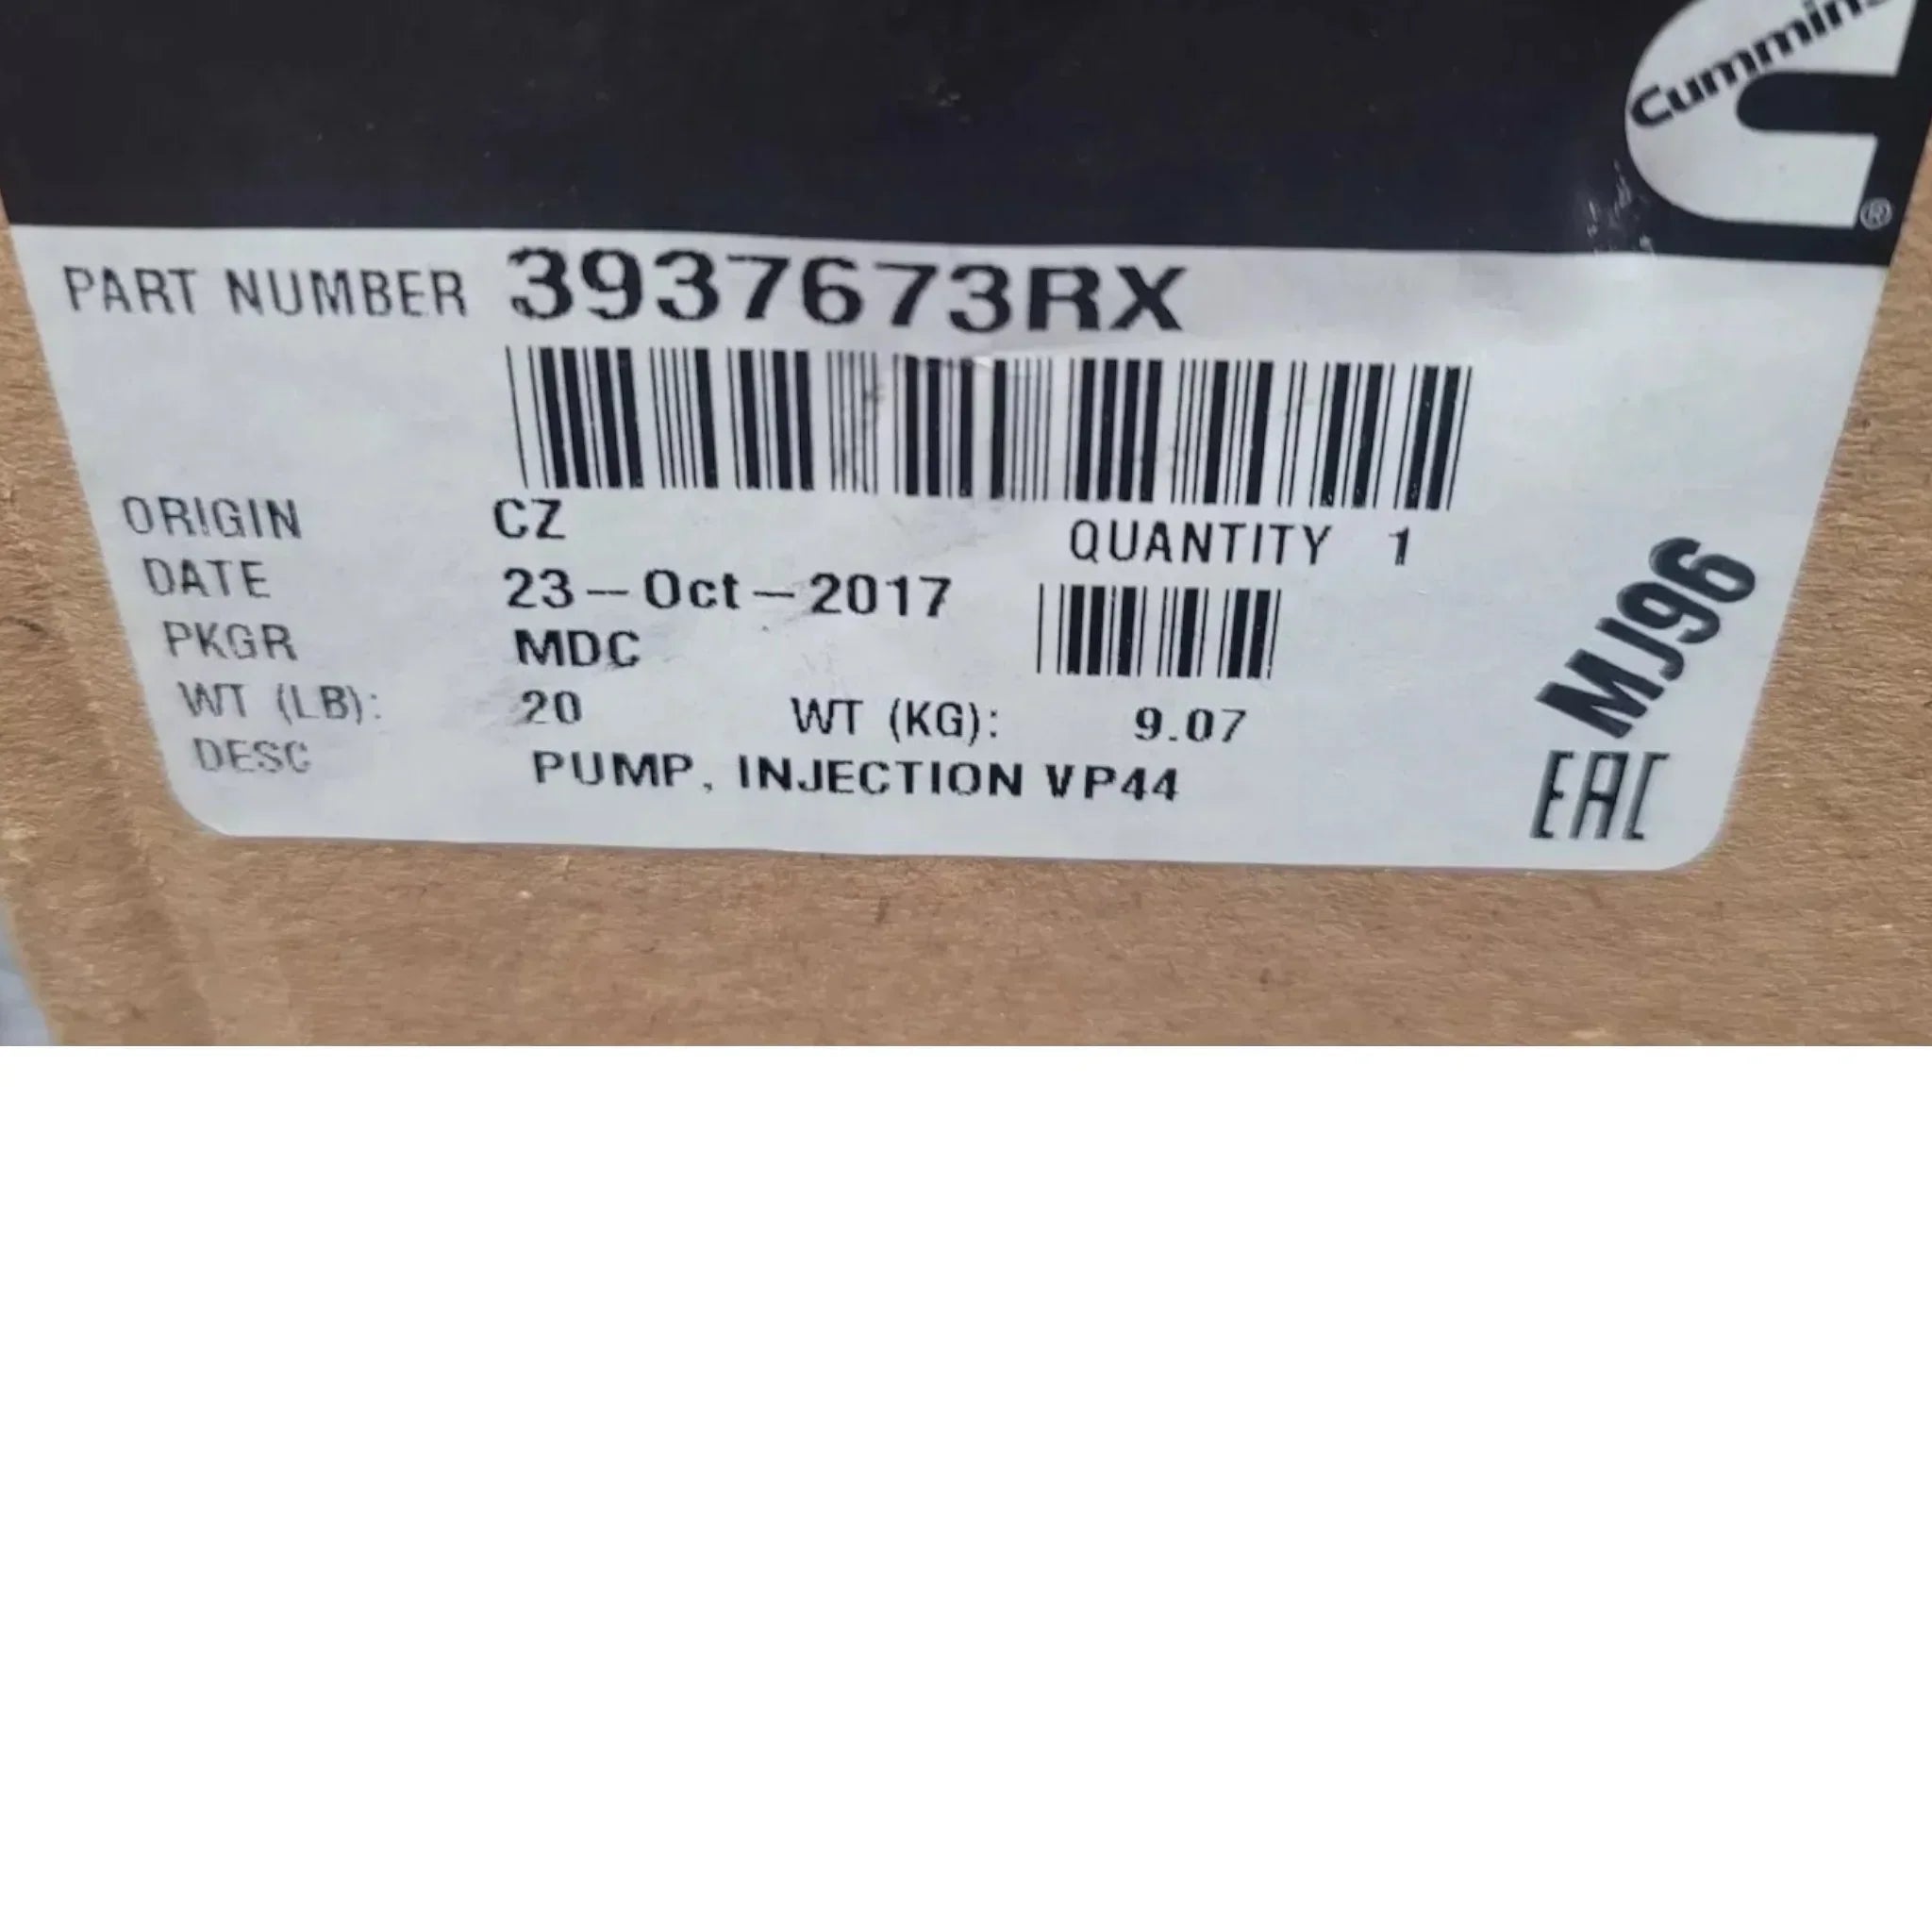 Cummins
®
PART NUMBER 3937673RX
ORIGIN CZ
QUANTITY 1
DATE 23-Oct-2017
PKGR MDC
WT (LB): 20 WT (KG): 9.07
DESC PUMP, INJECTION VP44
MJ96
EAC